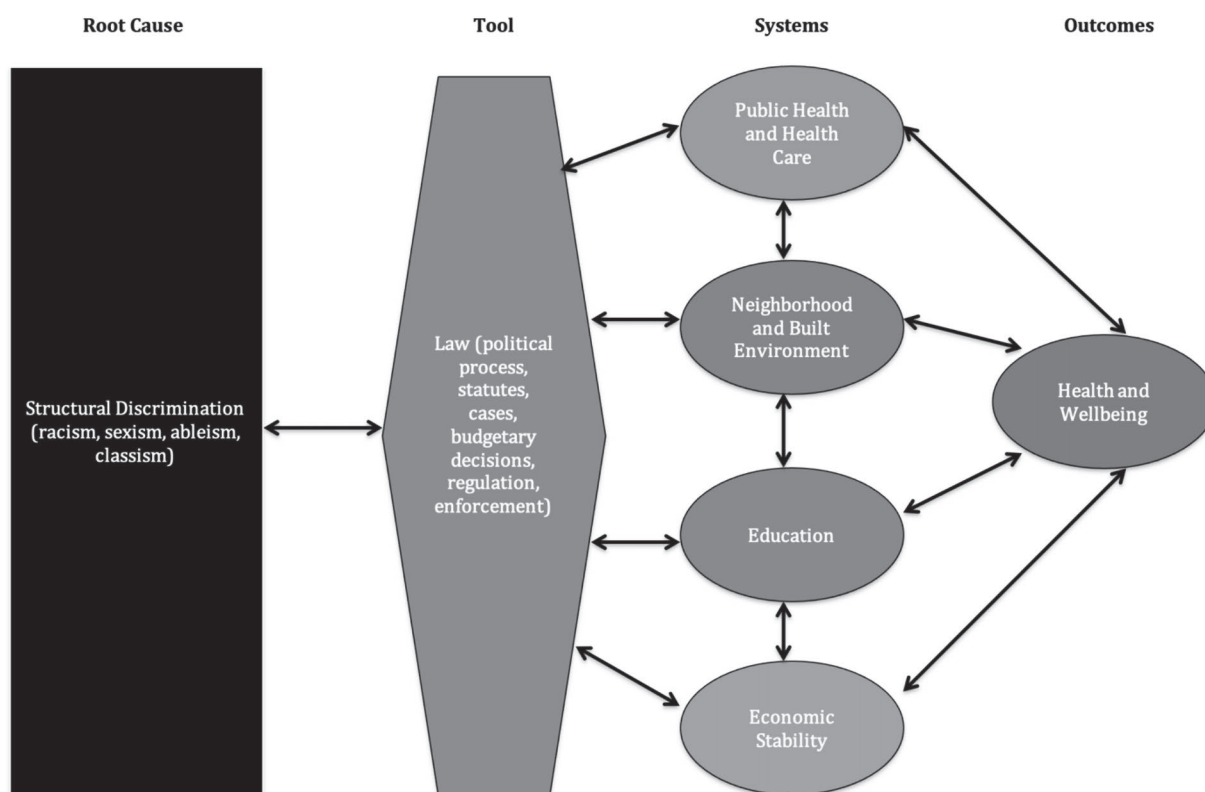 Root Cause
Tool
Systems
Outcomes
Structural Discrimination
(racism, sexism, ableism,
classism)
Law (political
process,
statutes,
cases,
budgetary
decisions,
regulation,
enforcement)
Public Health
and Health
Care
Neighborhood
and Built
Environment
Education
Economic
Stability
Health and
Wellbeing